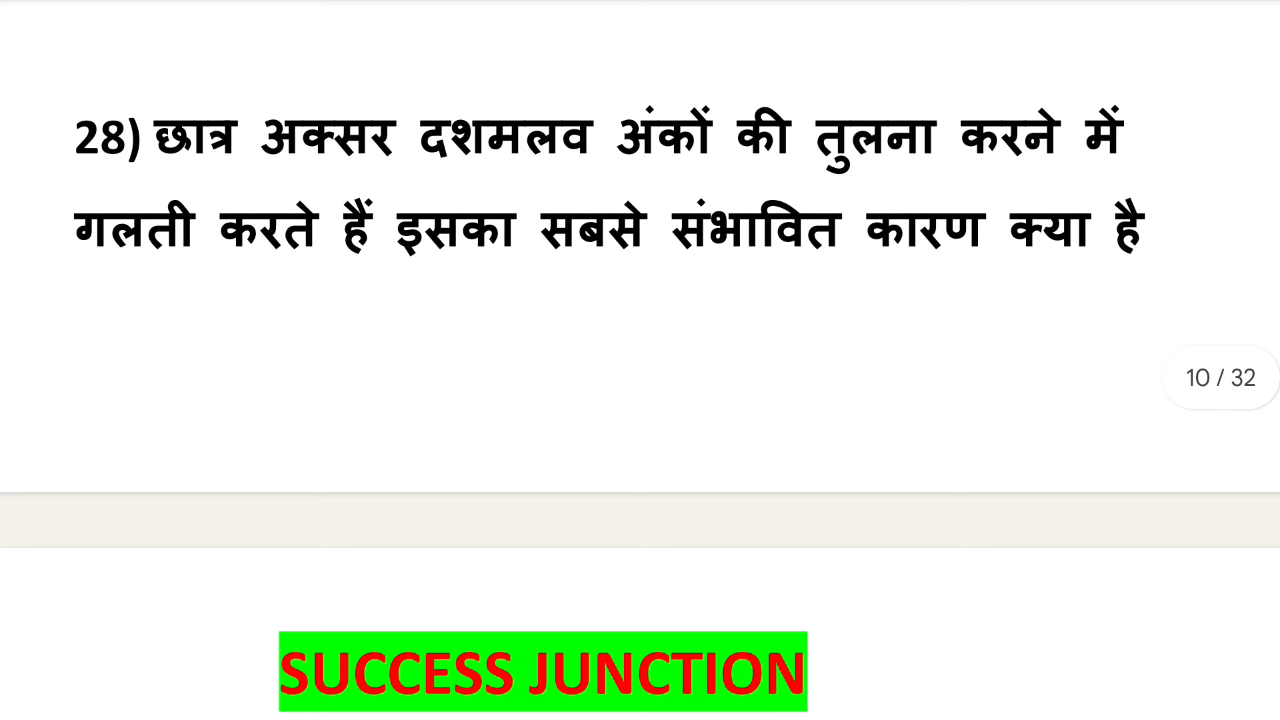 28) छात्र अक्सर दशमलव अंकों की तुलना करने में
गलती करते हैं इसका सबसे संभावित कारण क्या है
10 / 32
SUCCESS JUNCTION